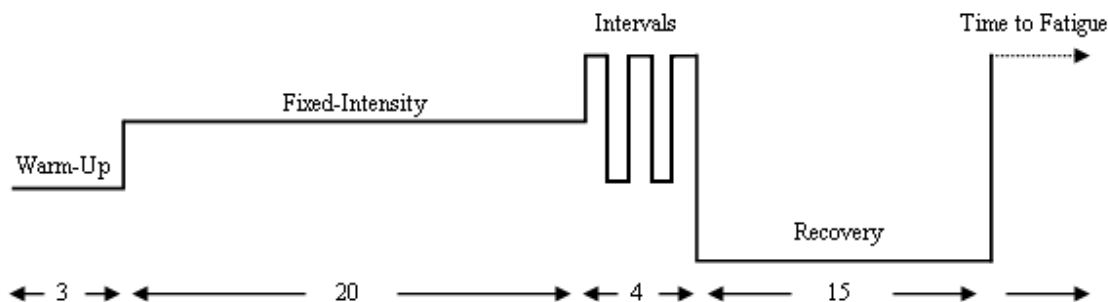 Intervals
Time to Fatigue
Fixed-Intensity
Warm-Up
Recovery
3 20 4 15